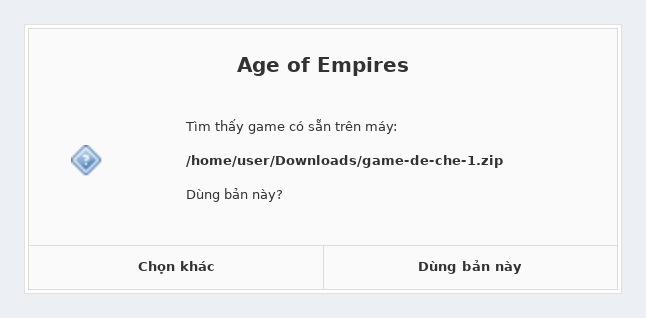 Age of Empires
Tìm thấy game có sẵn trên máy:
/home/user/Downloads/game-de-che-1.zip
Dùng bản này?
Chọn khác
Dùng bản này